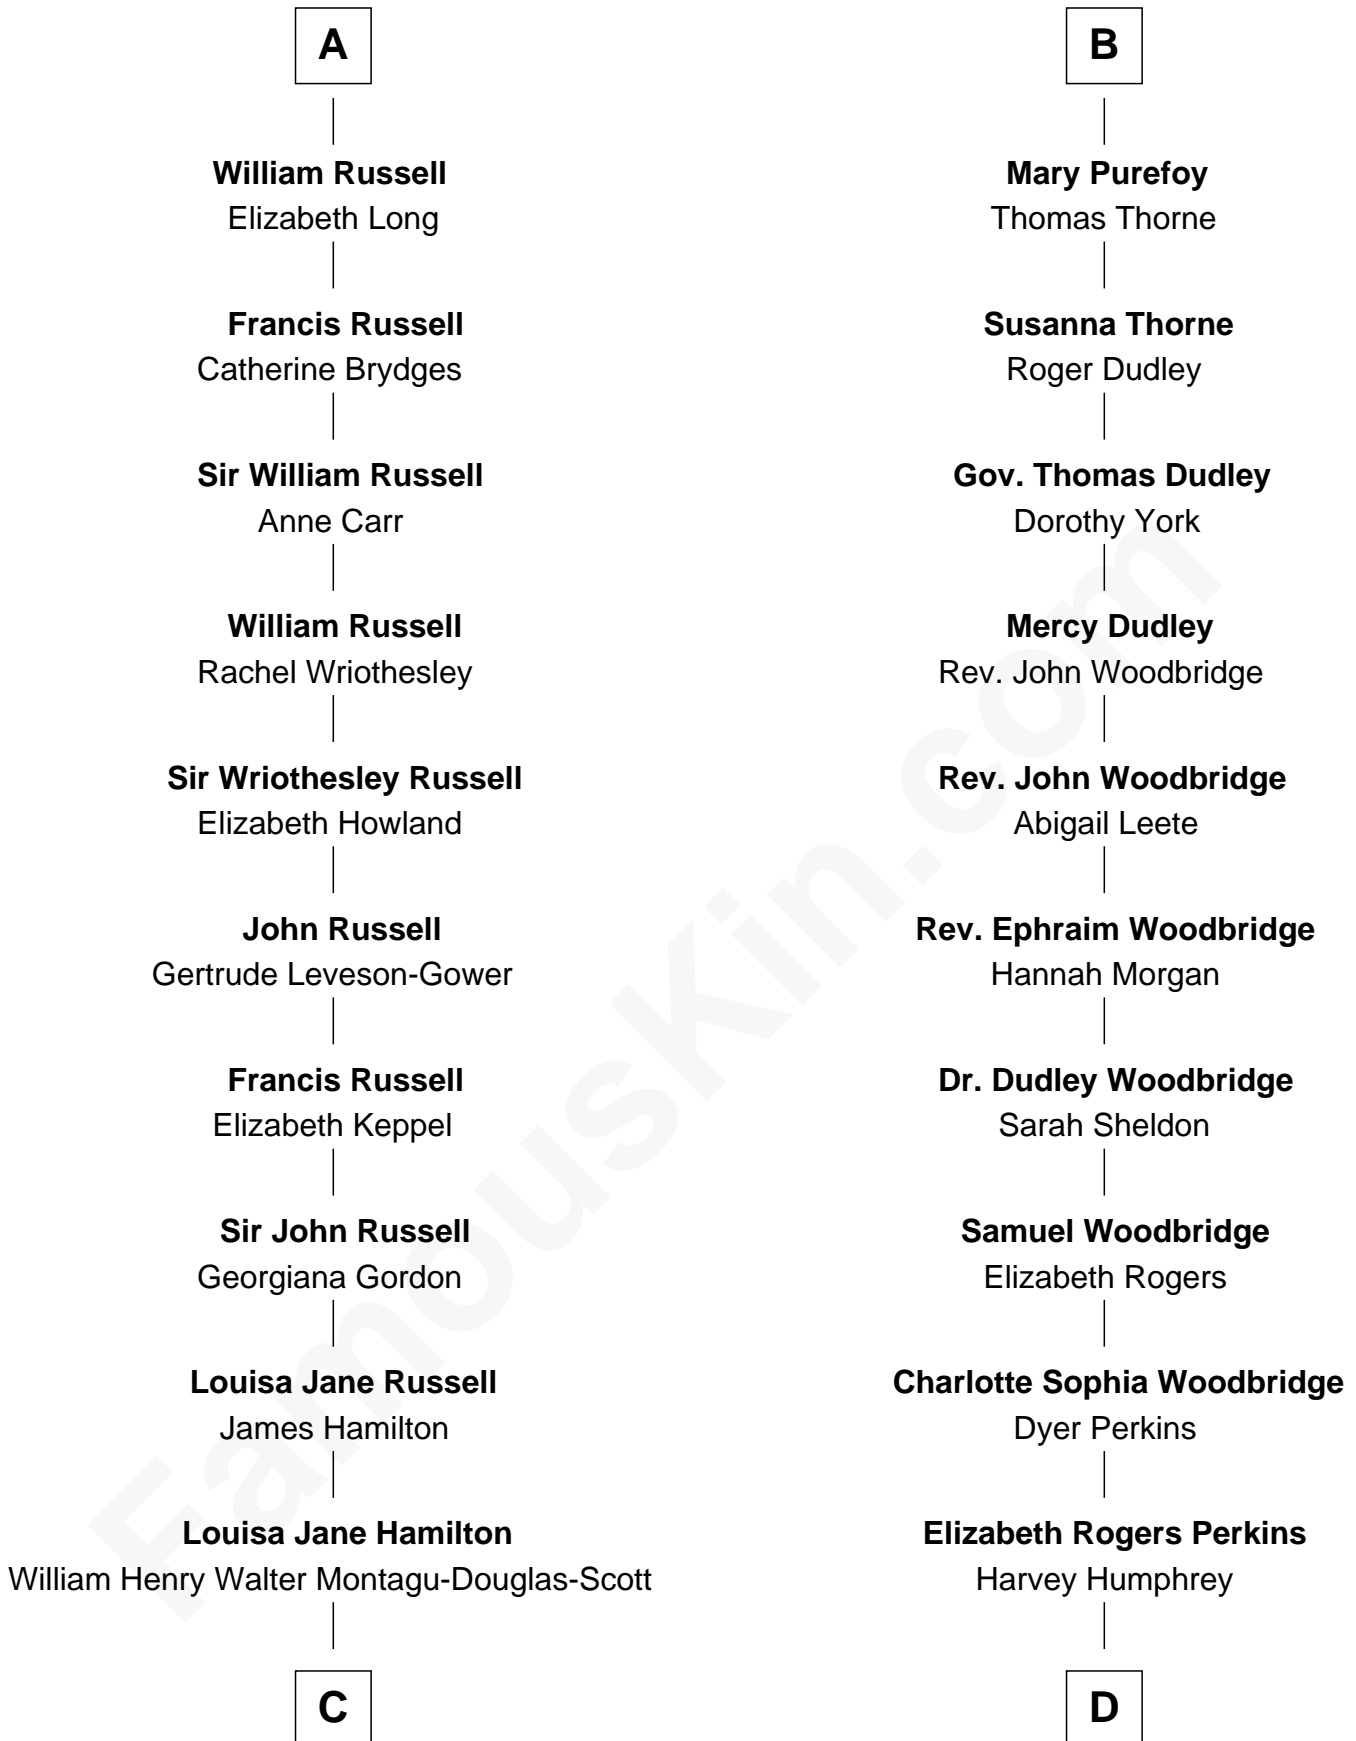 A
William Russell
Elizabeth Long
Francis Russell
Catherine Brydges
Sir William Russell
Anne Carr
William Russell
Rachel Wriothesley
Sir Wriothesley Russell
Elizabeth Howland
John Russell
Gertrude Leveson-Gower
Francis Russell
Elizabeth Keppel
Sir John Russell
Georgiana Gordon
Louisa Jane Russell
James Hamilton
Louisa Jane Hamilton
William Henry Walter Montagu-Douglas-Scott
C
B
Mary Purefoy
Thomas Thorne
Susanna Thorne
Roger Dudley
Gov. Thomas Dudley
Dorothy York
Mercy Dudley
Rev. John Woodbridge
Rev. John Woodbridge
Abigail Leete
Rev. Ephraim Woodbridge
Hannah Morgan
Dr. Dudley Woodbridge
Sarah Sheldon
Samuel Woodbridge
Elizabeth Rogers
Charlotte Sophia Woodbridge
Dyer Perkins
Elizabeth Rogers Perkins
Harvey Humphrey
D
FamousKin.com